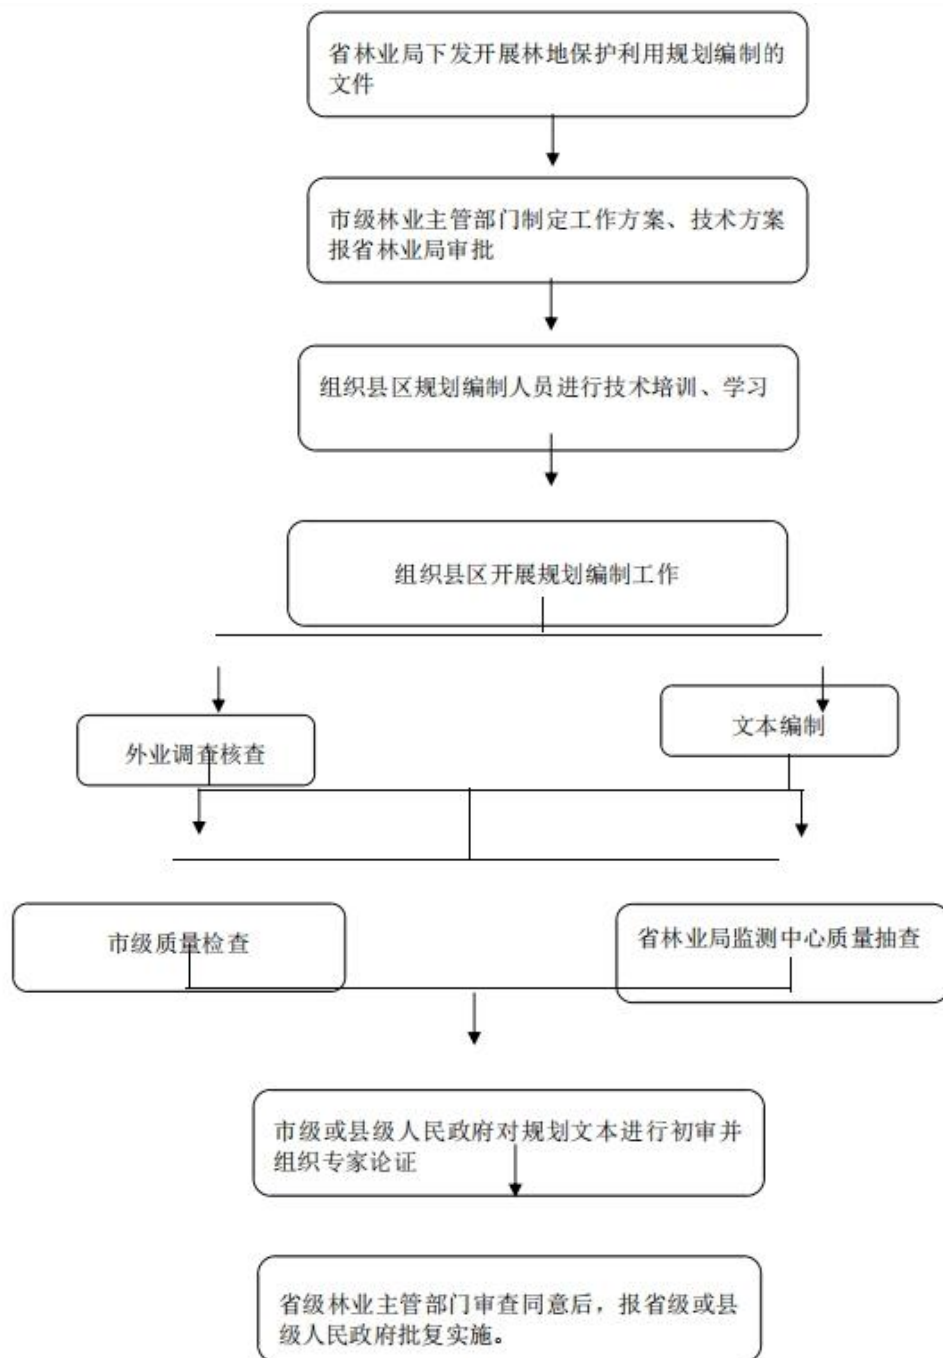 省林业局下发开展林地保护利用规划编制的
文件
市级林业主管部门制定工作方案、技术方案
报省林业局审批
组织县区规划编制人员进行技术培训、学习
组织县区开展规划编制工作
外业调查核查
文本编制
市级质量检查
省林业局监测中心质量抽查
市级或县级人民政府对规划文本进行初审并
组织专家论证
省级林业主管部门审查同意后，报省级或县
级人民政府批复实施。